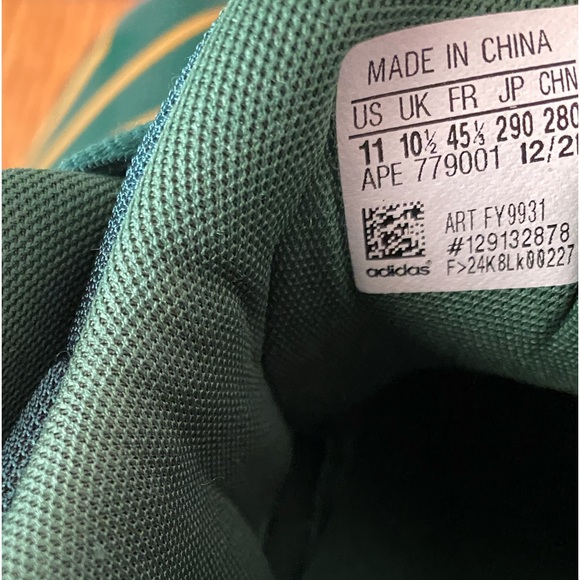 MADE IN CHINA
US UK FR JP CHN
11 10½ 45⅓ 290 280
APE 779001 12/21
ART FY9931
#129132878
F>24K8Lk00227
adidas